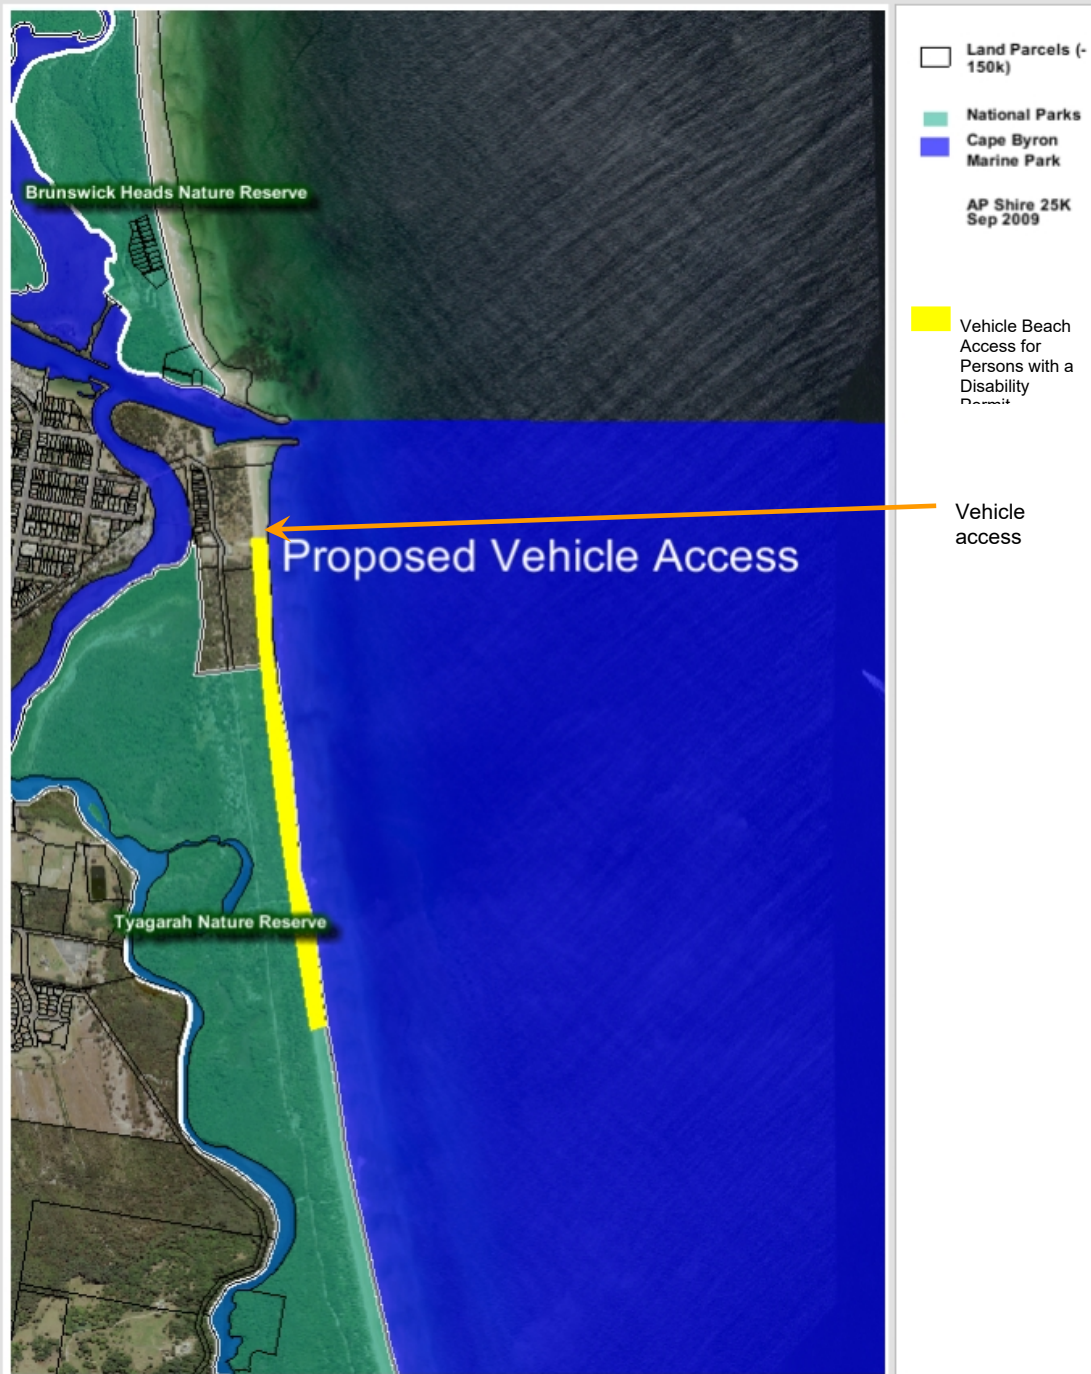 Land Parcels (-
150k)
National Parks
Cape Byron
Marine Park
AP Shire 25K
Sep 2009
Vehicle Beach
Access for
Persons with a
Disability
Brunswick Heads Nature Reserve
Vehicle
access
Proposed Vehicle Access
Tyagarah Nature Reserve